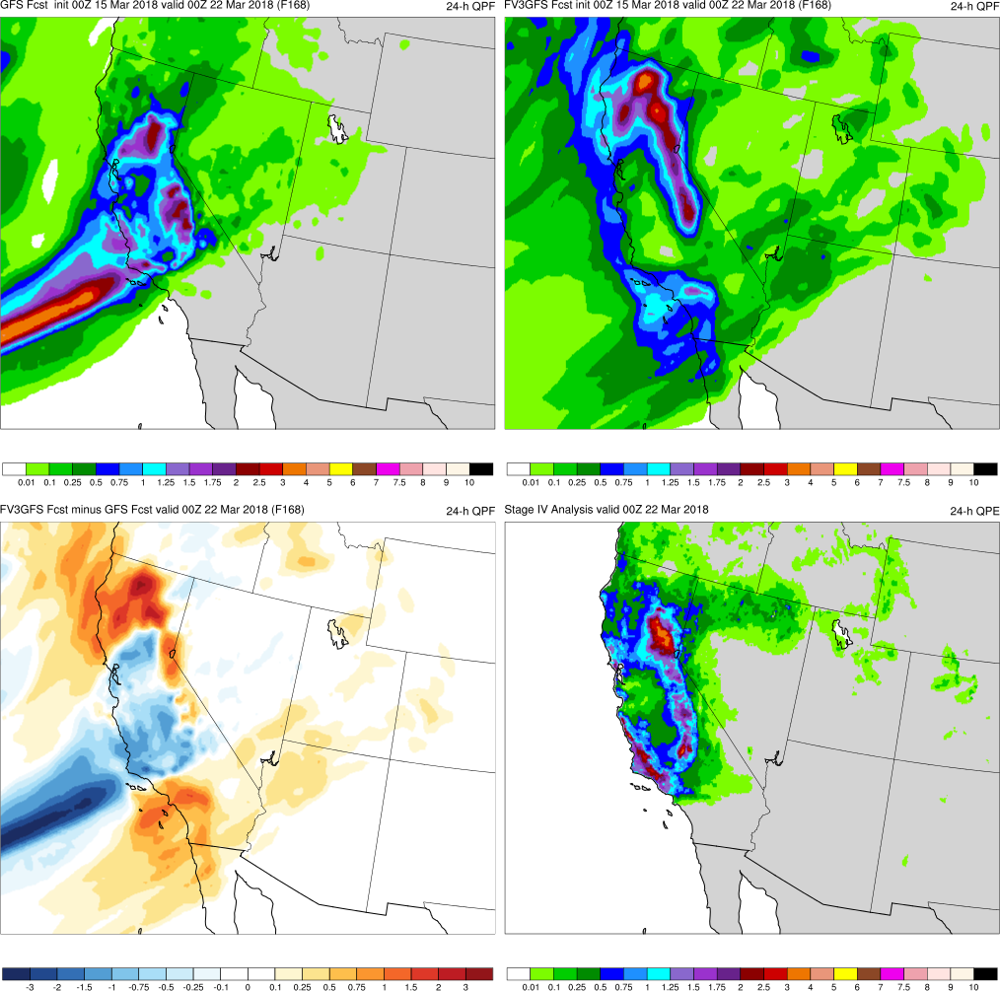 GFS Fcst init 00Z 15 Mar 2018 valid 00Z 22 Mar 2018 (F168) 24-h QPF
FV3GFS Fcst init 00Z 15 Mar 2018 valid 00Z 22 Mar 2018 (F168) 24-h QPF
0.01 0.1 0.25 0.5 0.75 1 1.25 1.5 1.75 2 2.5 3 4 5 6 7 7.5 8 9 10
0.01 0.1 0.25 0.5 0.75 1 1.25 1.5 1.75 2 2.5 3 4 5 6 7 7.5 8 9 10
FV3GFS Fcst minus GFS Fcst valid 00Z 22 Mar 2018 (F168) 24-h QPF
Stage IV Analysis valid 00Z 22 Mar 2018 24-h QPE
-3 -2 -1.5 -1 -0.75 -0.5 -0.25 -0.1 0 0.1 0.25 0.5 0.75 1 1.5 2 3
0.01 0.1 0.25 0.5 0.75 1 1.25 1.5 1.75 2 2.5 3 4 5 6 7 7.5 8 9 10